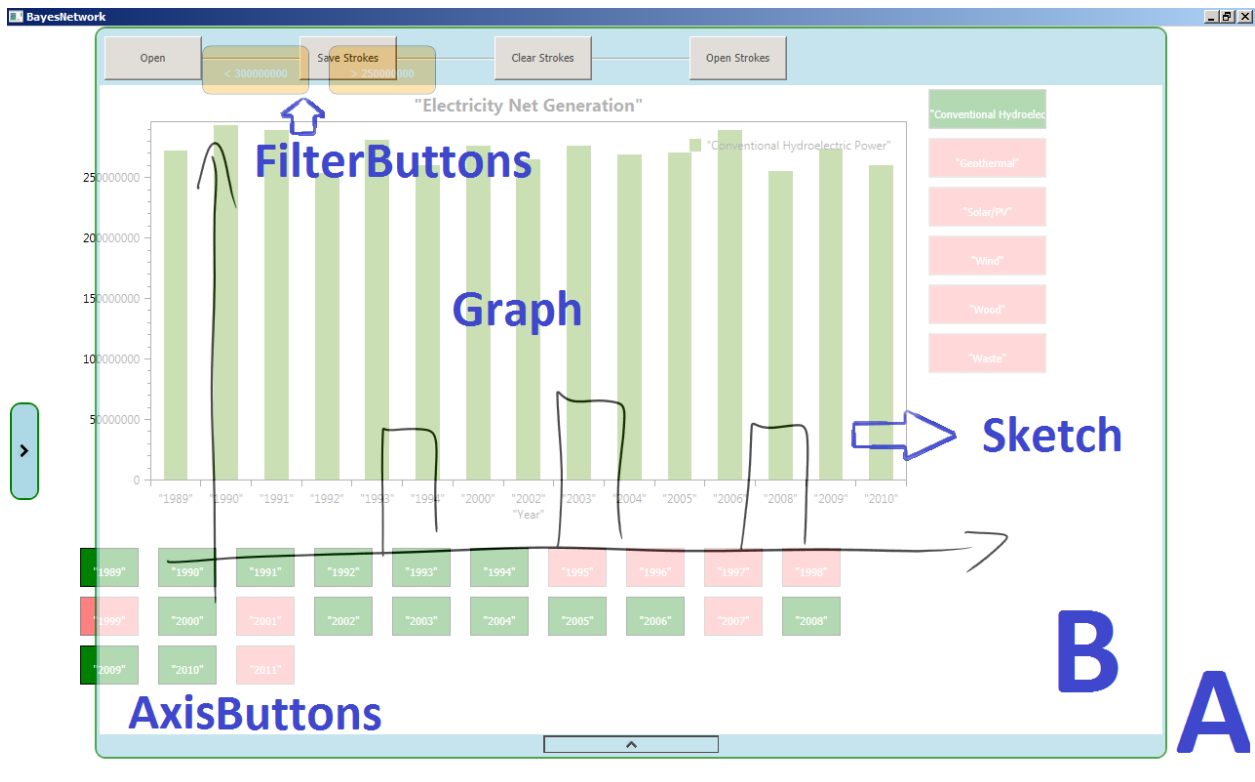 BayesNetwork
Open
Save Strokes
Clear Strokes
Open Strokes
< 300000000
> 250000000
"Electricity Net Generation"
"Conventional Hydroelec
FilterButtons
"Conventional Hydroelectric Power"
"Geothermal"
250000000
"Solar/PV"
200000000
"Wind"
150000000
Graph
"Wood"
100000000
"Waste"
50000000
Sketch
0
"1989" "1990" "1991" "1992" "1993" "1994" "2000" "2002" "2003" "2004" "2005" "2006" "2008" "2009" "2010"
"Year"
"1989" "1990" "1991" "1992" "1993" "1994" "1995" "1996" "1997" "1998"
"1999" "2000" "2001" "2002" "2003" "2004" "2005" "2006" "2007" "2008"
"2009" "2010" "2011"
AxisButtons
B
A